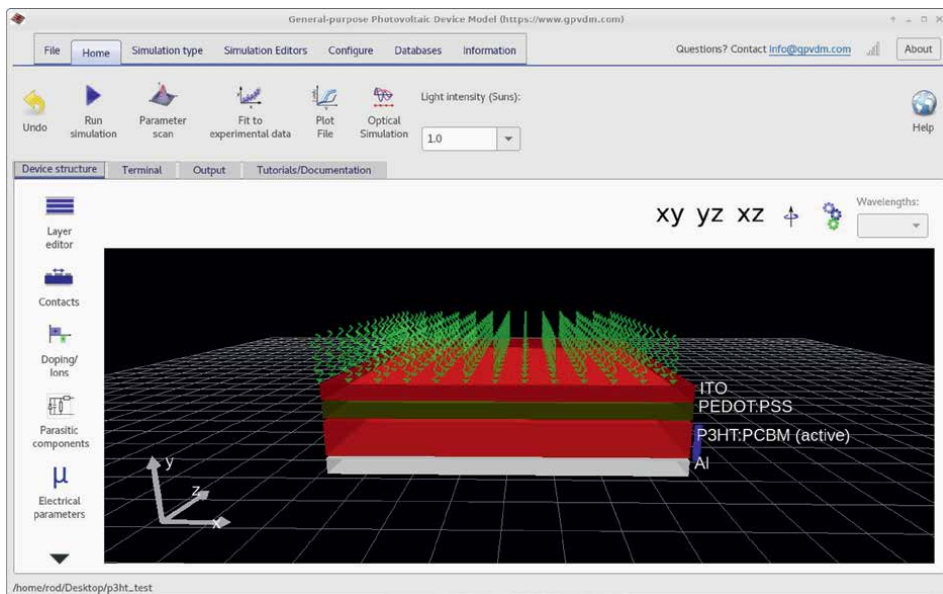 General-purpose Photovoltaic Device Model (https://www.gpvdm.com)
File Home Simulation type Simulation Editors Configure Databases Information Questions? Contact info@gpvdm.com About
Undo
Run
simulation
Parameter
scan
Fit to
experimental data
Plot
File
Optical
Simulation
Light intensity (Suns):
1.0
Help
Device structure Terminal Output Tutorials/Documentation
xy yz xz
Wavelengths:
Layer
editor
Contacts
Doping/
Ions
Parasitic
components
μ
Electrical
parameters
ITO
PEDOT:PSS
P3HT:PCBM (active)
Al
y
z
x
/home/rod/Desktop/p3ht_test